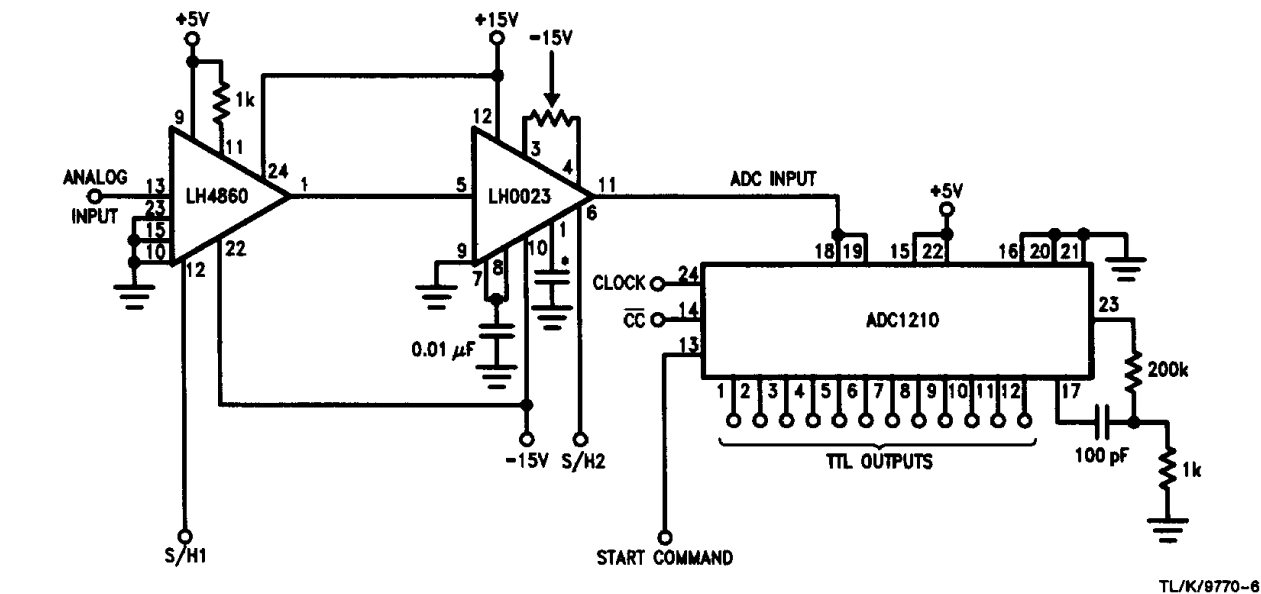 +5V
+15V
-15V
1k
9
11
24
12
3
4
ANALOG
INPUT
13
23
15
10
LH4860
1
12
22
5
LH0023
11
6
9
7
8
10
1
*
0.01 µF
-15V
S/H2
S/H1
ADC INPUT
+5V
18
19
15
22
16
20
21
CLOCK
24
CC
14
13
ADC1210
23
200k
1
2
3
4
5
6
7
8
9
10
11
12
17
TTL OUTPUTS
100 pF
1k
START COMMAND
TL/K/9770-6